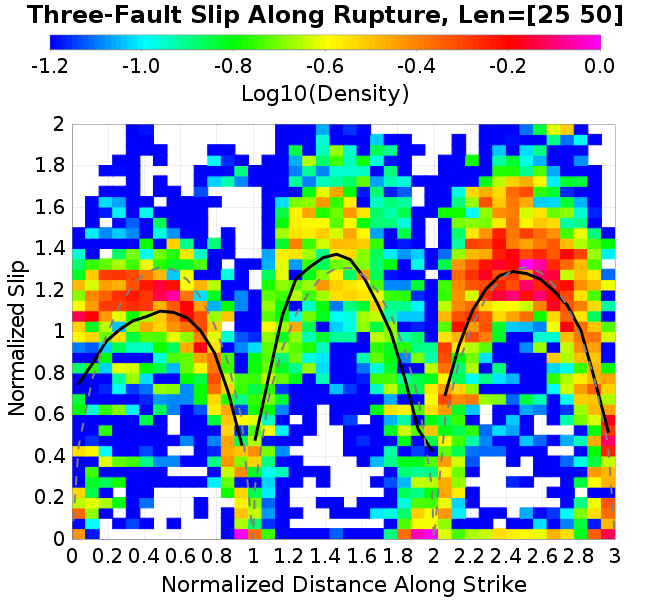 Three-Fault Slip Along Rupture, Len=[25 50]
-1.2 -1.0 -0.8 -0.6 -0.4 -0.2 0.0
Log10(Density)
Normalized Slip
2
1.8
1.6
1.4
1.2
1
0.8
0.6
0.4
0.2
0
0 0.2 0.4 0.6 0.8 1 1.2 1.4 1.6 1.8 2 2.2 2.4 2.6 2.8 3
Normalized Distance Along Strike